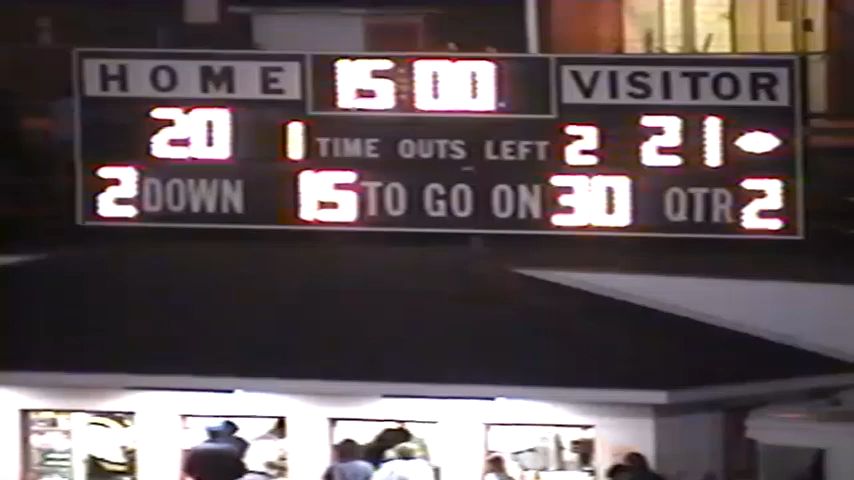 HOME 15:00 VISITOR
20 1 TIME OUTS LEFT 2 21
2 DOWN 15 TO GO ON 30 QTR 2